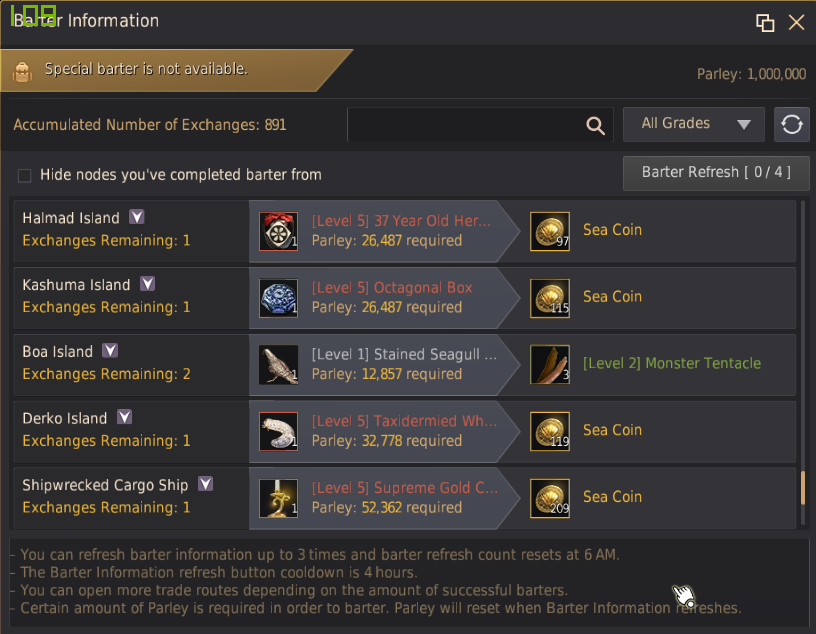 109
Barter Information
Special barter is not available.
Parley: 1,000,000
Accumulated Number of Exchanges: 891
All Grades
Hide nodes you've completed barter from
Barter Refresh [ 0 / 4 ]
Halmad Island
Exchanges Remaining: 1
1
[Level 5] 37 Year Old Her...
Parley: 26,487 required
97
Sea Coin
Kashuma Island
Exchanges Remaining: 1
1
[Level 5] Octagonal Box
Parley: 26,487 required
115
Sea Coin
Boa Island
Exchanges Remaining: 2
1
[Level 1] Stained Seagull ...
Parley: 12,857 required
3
[Level 2] Monster Tentacle
Derko Island
Exchanges Remaining: 1
1
[Level 5] Taxidermied Wh...
Parley: 32,778 required
119
Sea Coin
Shipwrecked Cargo Ship
Exchanges Remaining: 1
1
[Level 5] Supreme Gold C...
Parley: 52,362 required
209
Sea Coin
- You can refresh barter information up to 3 times and barter refresh count resets at 6 AM.
- The Barter Information refresh button cooldown is 4 hours.
- You can open more trade routes depending on the amount of successful barters.
- Certain amount of Parley is required in order to barter. Parley will reset when Barter Information refreshes.